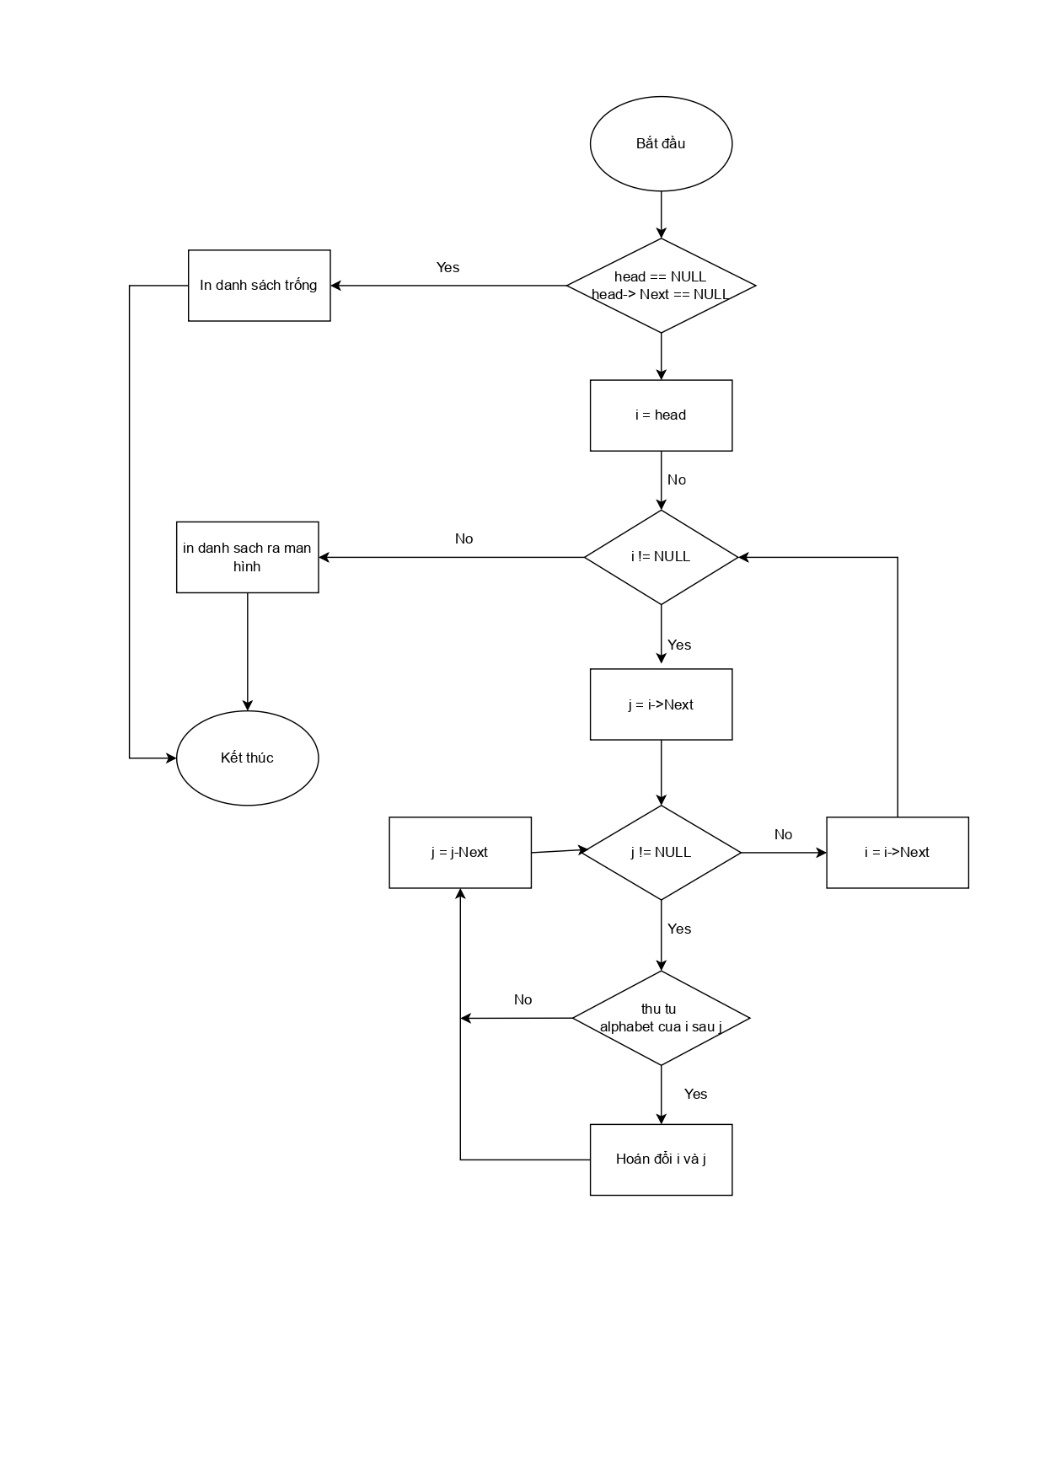 Bắt đầu
head == NULL
head-> Next == NULL
Yes
In danh sách trống
i = head
No
i != NULL
No
in danh sach ra man
hình
Yes
j = i->Next
Kết thúc
j != NULL
j = j-Next
No
i = i->Next
Yes
thu tu
alphabet cua i sau j
No
Yes
Hoán đổi i và j